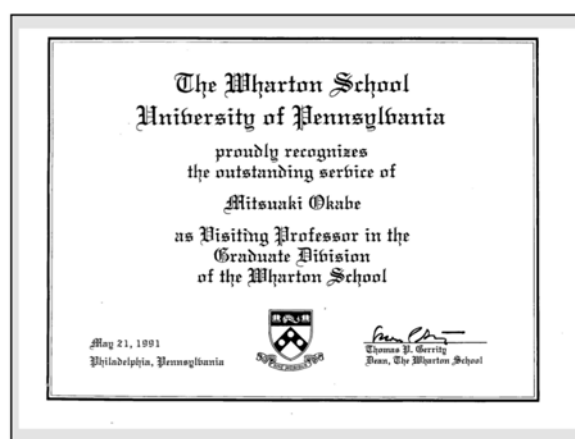 The Wharton School
University of Pennsylvania
proudly recognizes
the outstanding service of
Mitsuaki Okabe
as Visiting Professor in the
Graduate Division
of the Wharton School
May 21, 1991
Philadelphia, Pennsylvania
Thomas P. Gerrity
Dean, The Wharton School